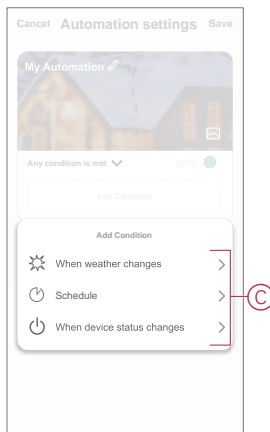 Cancel Automation settings Save
My Automation
Any condition is met
Add Condition
Add Condition
When weather changes
Schedule
When device status changes
C